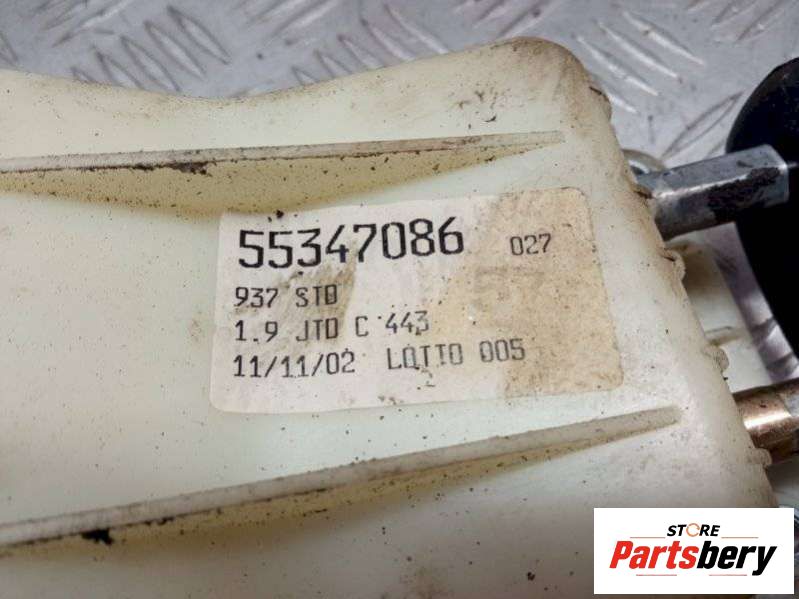 55347086 027
937 STD
1.9 JTD C 443
11/11/02 LOTTO 005
STORE
Partsbery